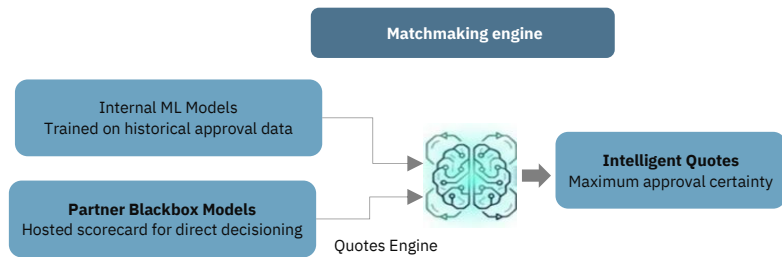 Matchmaking engine
Internal ML Models
Trained on historical approval data
Partner Blackbox Models
Hosted scorecard for direct decisioning
Quotes Engine
Intelligent Quotes
Maximum approval certainty